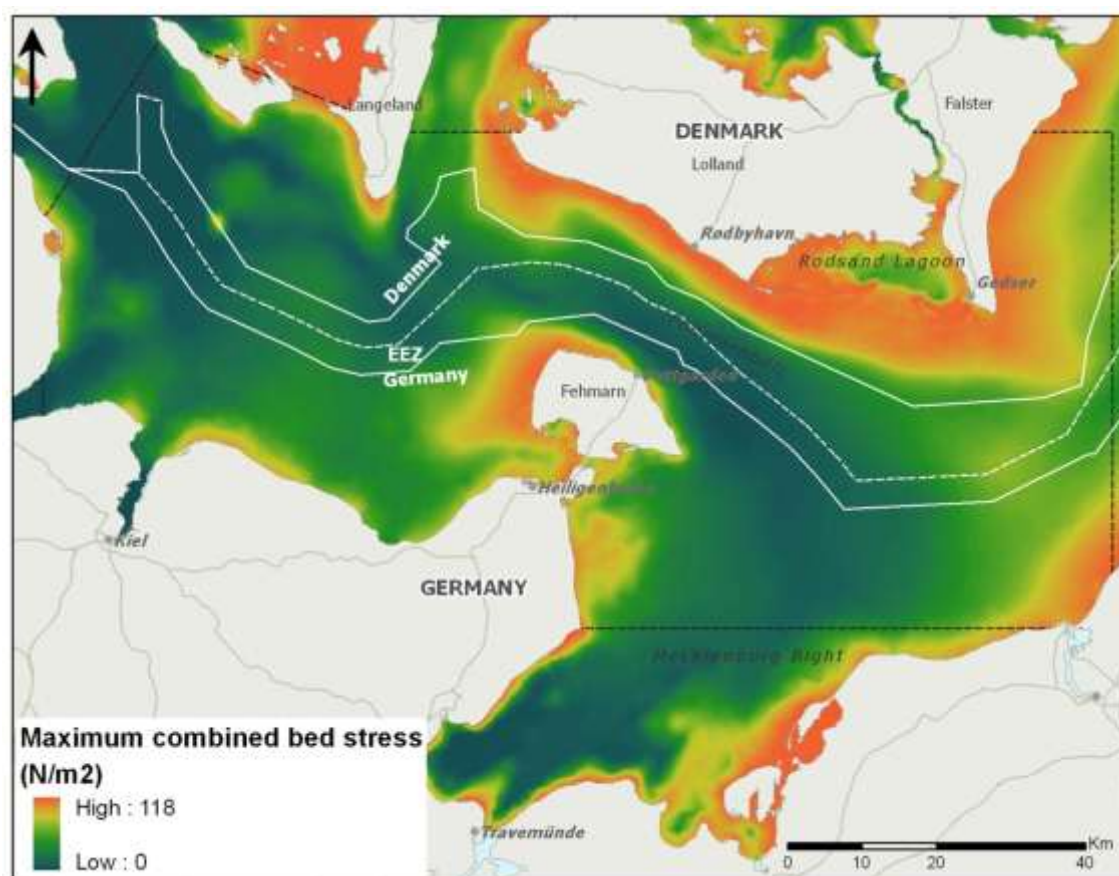 Langeland
DENMARK
Falster
Lolland
Rødbyhavn
Rodsand Lagoon
Gedser
Denmark
EEZ
Germany
Fehmarn
Kiel
GERMANY
Maximum combined bed stress
(N/m2)
High : 118
Low : 0
Travemünde
Km
0 10 20 40